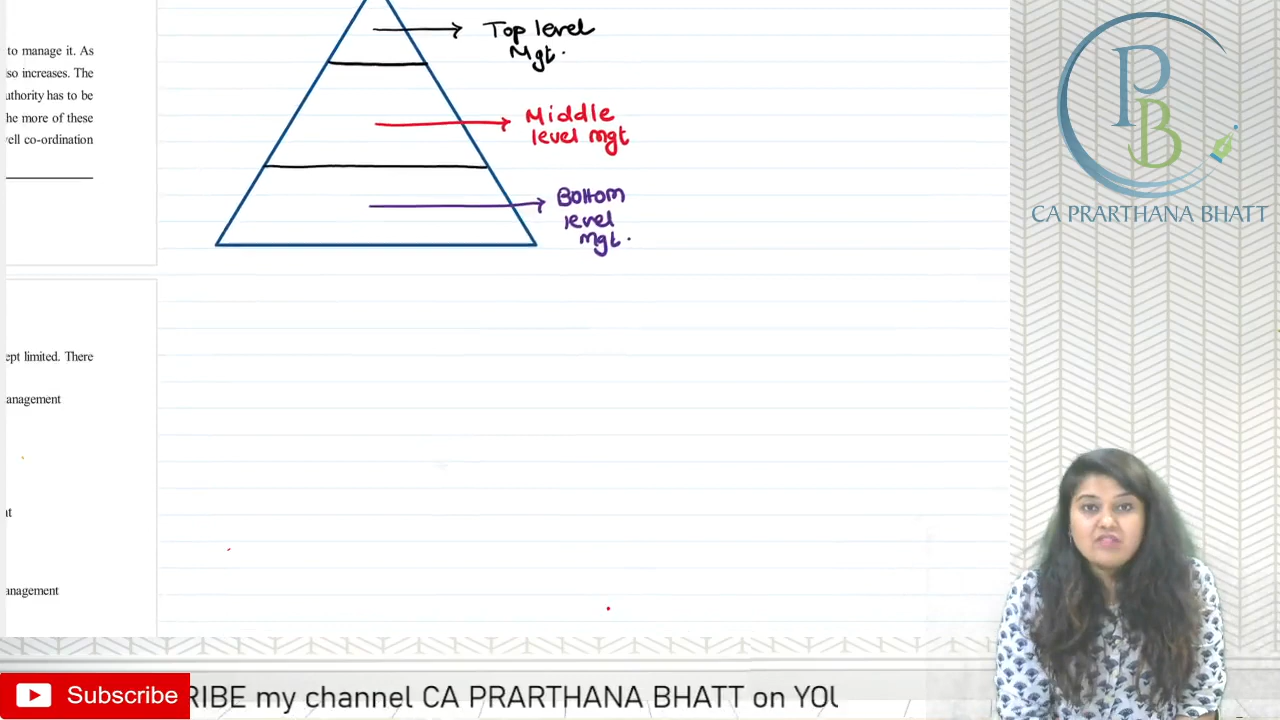 to manage it. As
so increases. The
uthority has to be
he more of these
vell co-ordination
ept limited. There
anagement
nt
anagement
Top level
Mgt.
Middle
level mgt
Bottom
level
Mgt.
PB
CA PRARTHANA BHATT
Subscribe
RIBE my channel CA PRARTHANA BHATT on YOU